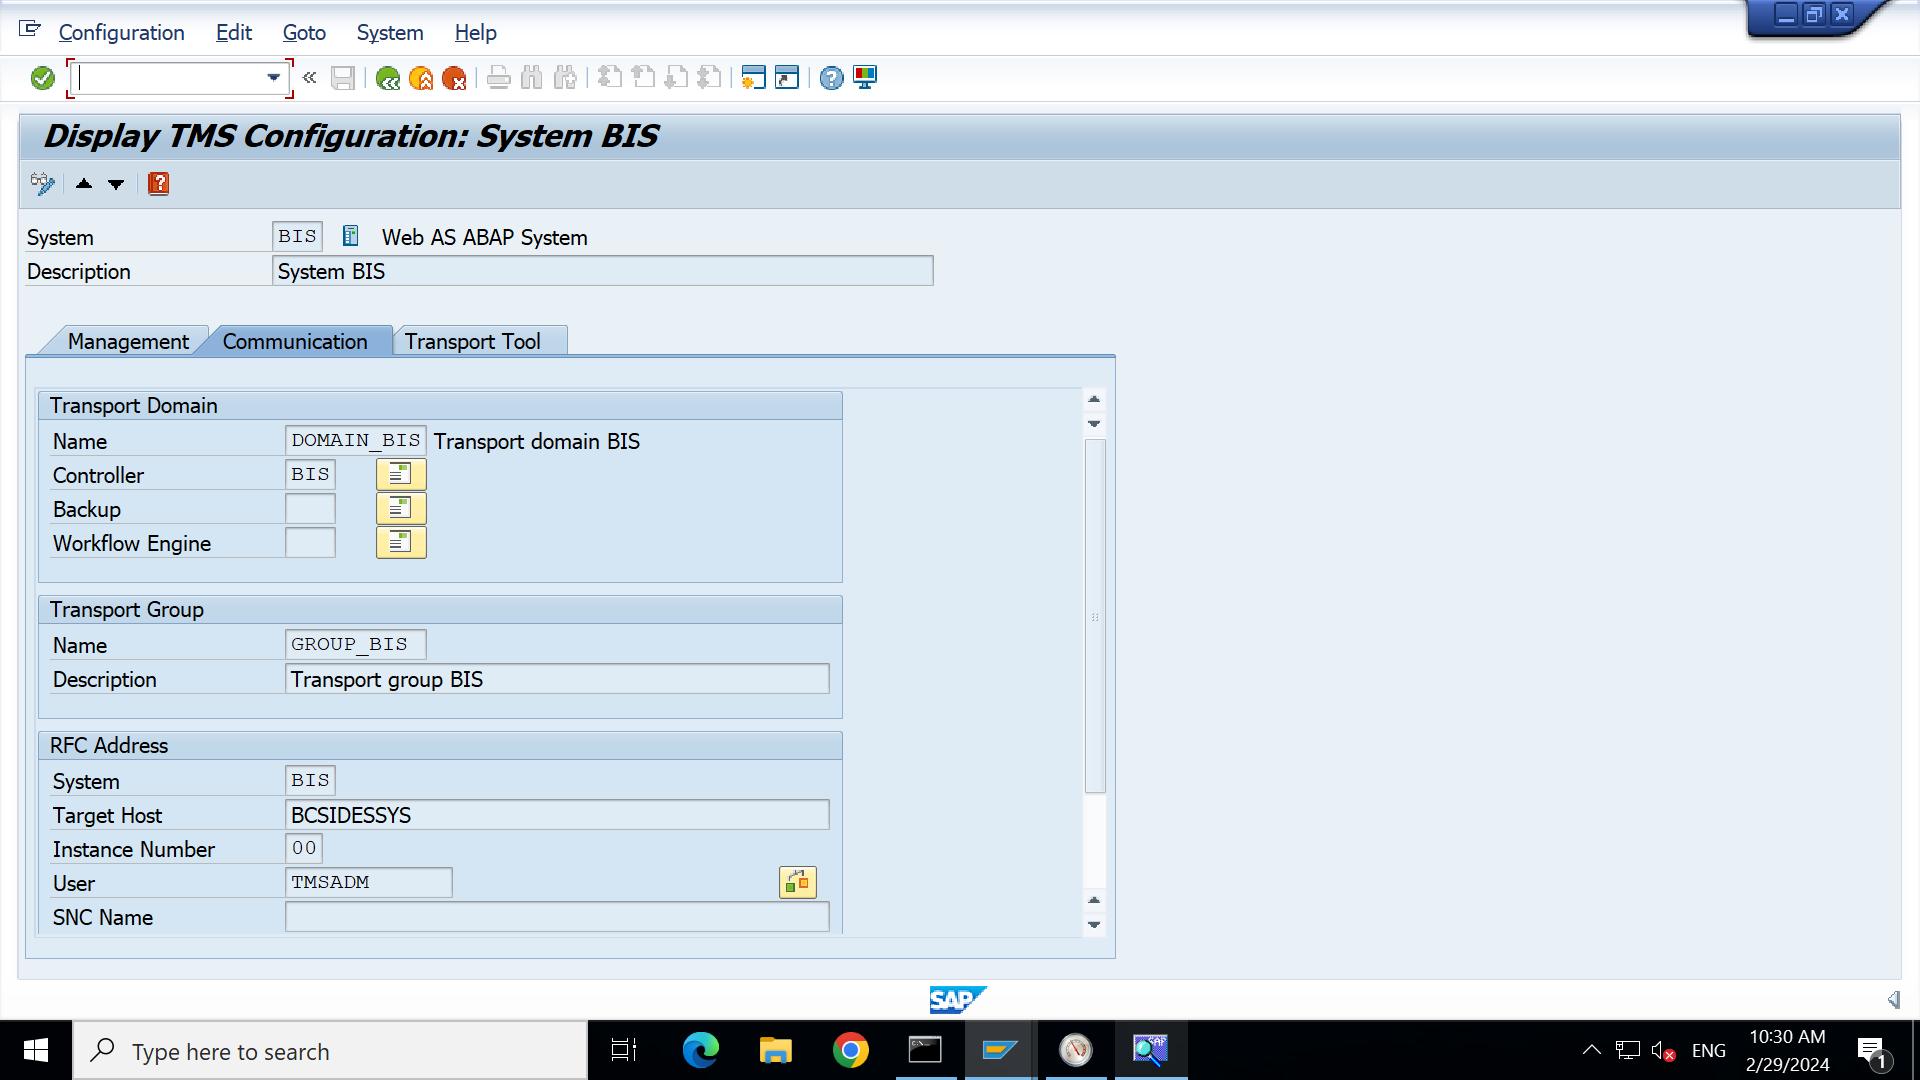 Configuration Edit Goto System Help
Display TMS Configuration: System BIS
System BIS Web AS ABAP System
Description System BIS
Management Communication Transport Tool
Transport Domain
Name DOMAIN_BIS Transport domain BIS
Controller BIS
Backup
Workflow Engine
Transport Group
Name GROUP_BIS
Description Transport group BIS
RFC Address
System BIS
Target Host BCSIDESSYS
Instance Number 00
User TMSADM
SNC Name
SAP
Type here to search
ENG
10:30 AM
2/29/2024
1